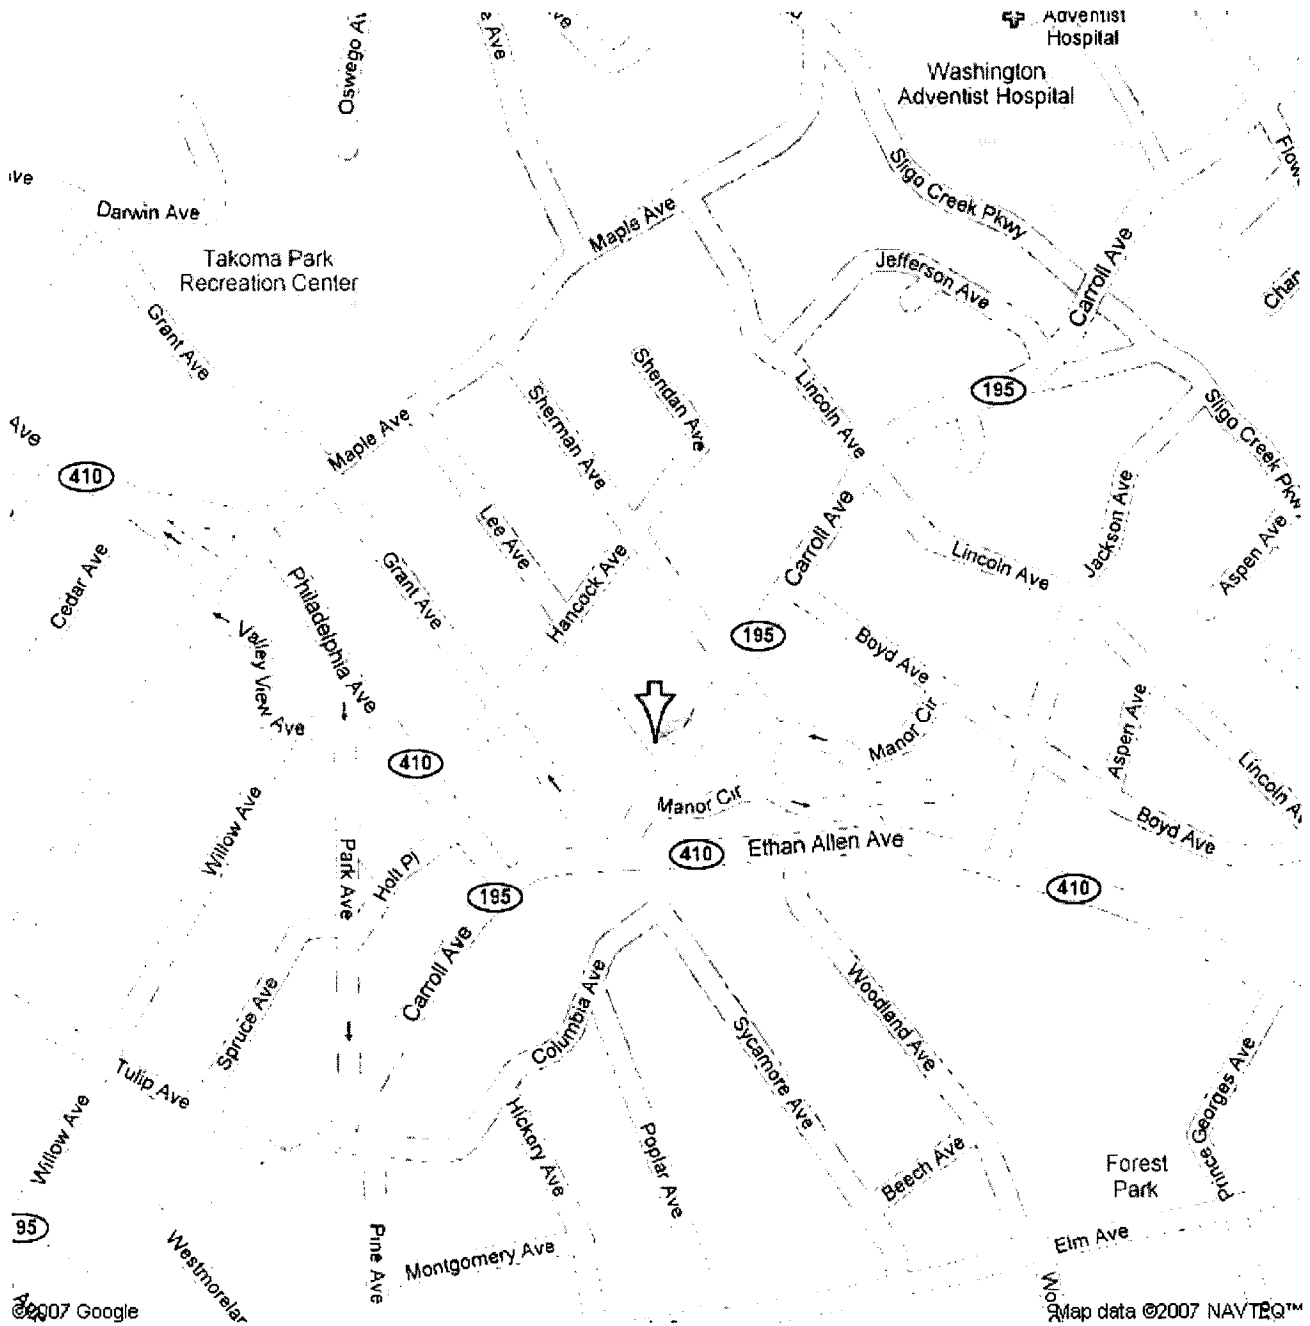 Adventist
Hospital
Washington
Adventist Hospital
Oswego
Ave
ve
Darwin Ave
Takoma Park
Recreation Center
Grant Ave
Maple Ave
Sligo Creek Pkwy
Jefferson Ave
Carroll Ave
195
Sherman Ave
Lincoln Ave
Maple Ave
Ave
410
Sligo Creek Pkwy
Lee Ave
Carroll Ave
Jackson Ave
Aspen Ave
Cedar Ave
Grant Ave
Hancock Ave
Lincoln Ave
Philadelphia Ave
Valley View Ave
195
Boyd Ave
Manor Cir
Aspen Ave
Lincoln
410
Manor Cir
Boyd Ave
Willow Ave
Park Ave
Holt Pl
410
Ethan Allen Ave
195
410
Carroll Ave
Columbia Ave
Woodland Ave
Spruce Ave
Sycamore Ave
Prince Georges Ave
Tulip Ave
Willow Ave
Hickory Ave
Poplar Ave
Beech Ave
Forest
Park
95
Pine Ave
Montgomery Ave
Elm Ave
Westmorelan
©2007 Google
Map data ©2007 NAVTEQ™